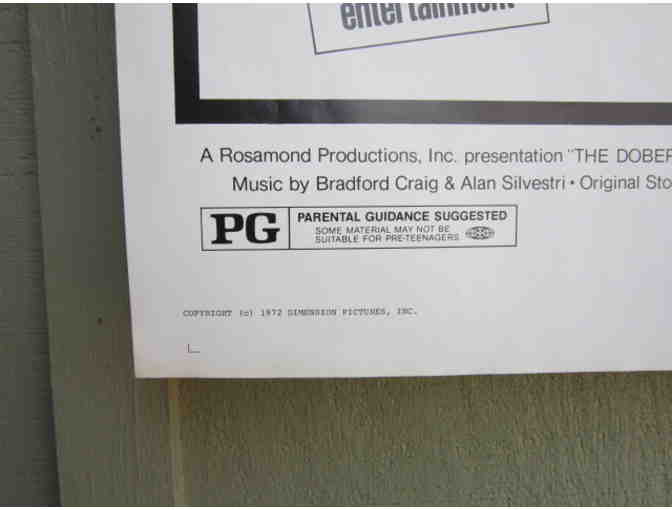 entertainment
A Rosamond Productions, Inc. presentation "THE DOBER
Music by Bradford Craig & Alan Silvestri • Original Sto
PG PARENTAL GUIDANCE SUGGESTED
SOME MATERIAL MAY NOT BE
SUITABLE FOR PRE-TEENAGERS
COPYRIGHT (c) 1972 DIMENSION PICTURES, INC.